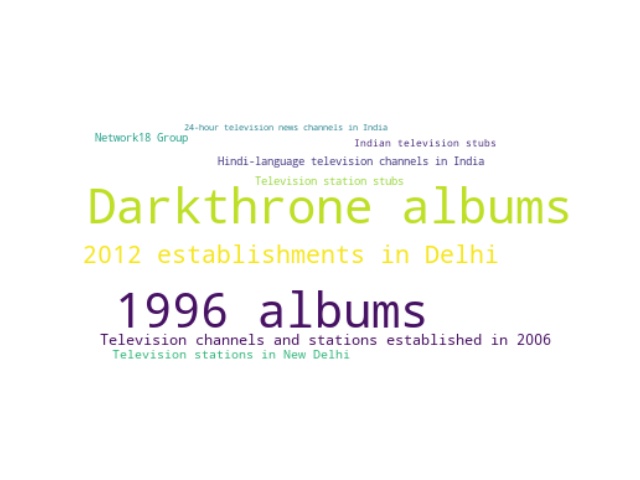 24-hour television news channels in India
Network18 Group
Indian television stubs
Hindi-language television channels in India
Television station stubs
Darkthrone albums
2012 establishments in Delhi
1996 albums
Television channels and stations established in 2006
Television stations in New Delhi